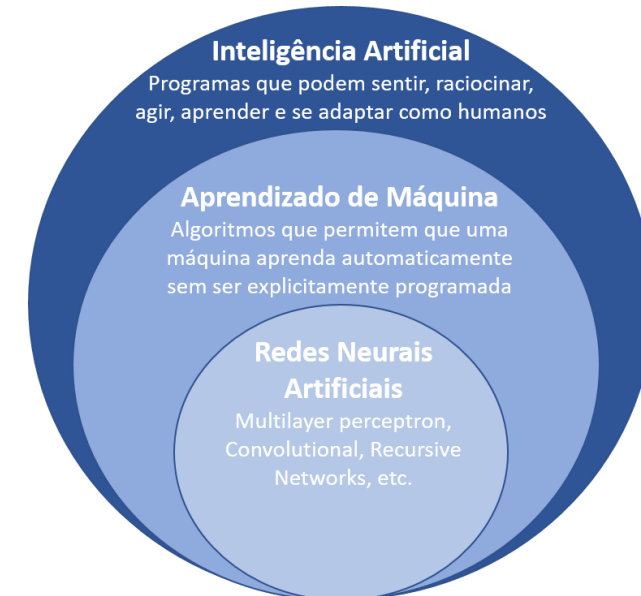 Inteligência Artificial
Programas que podem sentir, raciocinar,
agir, aprender e se adaptar como humanos
Aprendizado de Máquina
Algoritmos que permitem que uma
máquina aprenda automaticamente
sem ser explicitamente programada
Redes Neurais
Artificiais
Multilayer perceptron,
Convolutional, Recursive
Networks, etc.